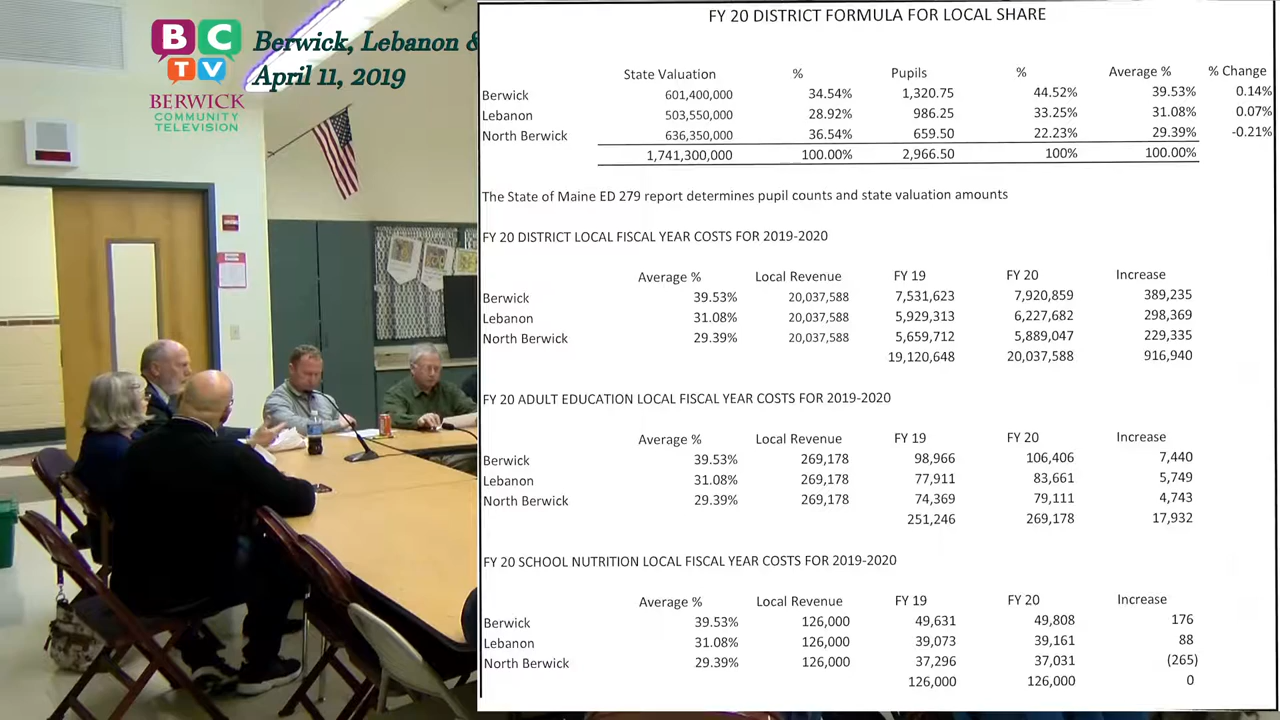 BC
TV
BERWICK
COMMUNITY
TELEVISION
Berwick, Lebanon &
April 11, 2019
FY 20 DISTRICT FORMULA FOR LOCAL SHARE
State Valuation % Pupils % Average % % Change
Berwick 601,400,000 34.54% 1,320.75 44.52% 39.53% 0.14%
Lebanon 503,550,000 28.92% 986.25 33.25% 31.08% 0.07%
North Berwick 636,350,000 36.54% 659.50 22.23% 29.39% -0.21%
1,741,300,000 100.00% 2,966.50 100% 100.00%
The State of Maine ED 279 report determines pupil counts and state valuation amounts
FY 20 DISTRICT LOCAL FISCAL YEAR COSTS FOR 2019-2020
Average % Local Revenue FY 19 FY 20 Increase
Berwick 39.53% 20,037,588 7,531,623 7,920,859 389,235
Lebanon 31.08% 20,037,588 5,929,313 6,227,682 298,369
North Berwick 29.39% 20,037,588 5,659,712 5,889,047 229,335
19,120,648 20,037,588 916,940
FY 20 ADULT EDUCATION LOCAL FISCAL YEAR COSTS FOR 2019-2020
Average % Local Revenue FY 19 FY 20 Increase
Berwick 39.53% 269,178 98,966 106,406 7,440
Lebanon 31.08% 269,178 77,911 83,661 5,749
North Berwick 29.39% 269,178 74,369 79,111 4,743
251,246 269,178 17,932
FY 20 SCHOOL NUTRITION LOCAL FISCAL YEAR COSTS FOR 2019-2020
Average % Local Revenue FY 19 FY 20 Increase
Berwick 39.53% 126,000 49,631 49,808 176
Lebanon 31.08% 126,000 39,073 39,161 88
North Berwick 29.39% 126,000 37,296 37,031 (265)
126,000 126,000 0